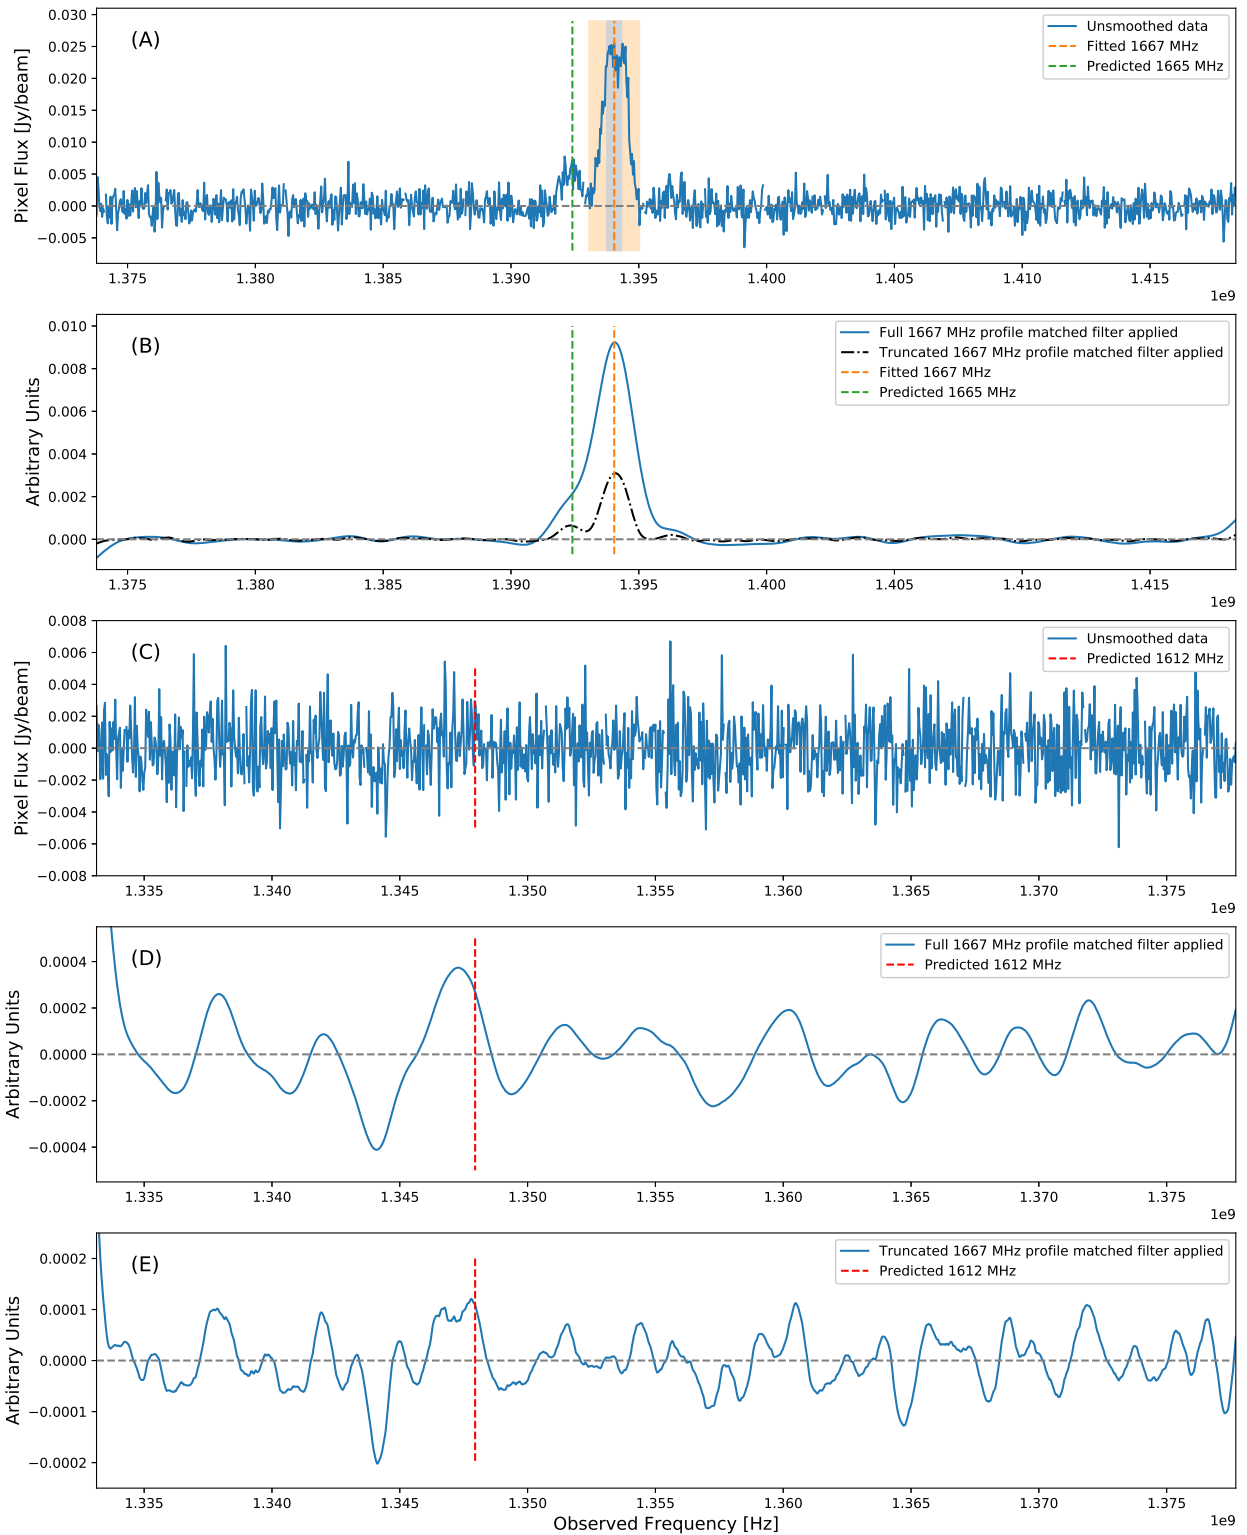 (A)
Pixel Flux [Jy/beam]
0.030
0.025
0.020
0.015
0.010
0.005
0.000
−0.005
Unsmoothed data
Fitted 1667 MHz
Predicted 1665 MHz
1.375 1.380 1.385 1.390 1.395 1.400 1.405 1.410 1.415
1e9
(B)
Arbitrary Units
0.010
0.008
0.006
0.004
0.002
0.000
Full 1667 MHz profile matched filter applied
Truncated 1667 MHz profile matched filter applied
Fitted 1667 MHz
Predicted 1665 MHz
1.375 1.380 1.385 1.390 1.395 1.400 1.405 1.410 1.415
1e9
(C)
Pixel Flux [Jy/beam]
0.008
0.006
0.004
0.002
0.000
−0.002
−0.004
−0.006
−0.008
Unsmoothed data
Predicted 1612 MHz
1.335 1.340 1.345 1.350 1.355 1.360 1.365 1.370 1.375
1e9
(D)
Arbitrary Units
0.0004
0.0002
0.0000
−0.0002
−0.0004
Full 1667 MHz profile matched filter applied
Predicted 1612 MHz
1.335 1.340 1.345 1.350 1.355 1.360 1.365 1.370 1.375
1e9
(E)
Arbitrary Units
0.0002
0.0001
0.0000
−0.0001
−0.0002
Truncated 1667 MHz profile matched filter applied
Predicted 1612 MHz
1.335 1.340 1.345 1.350 1.355 1.360 1.365 1.370 1.375
1e9
Observed Frequency [Hz]